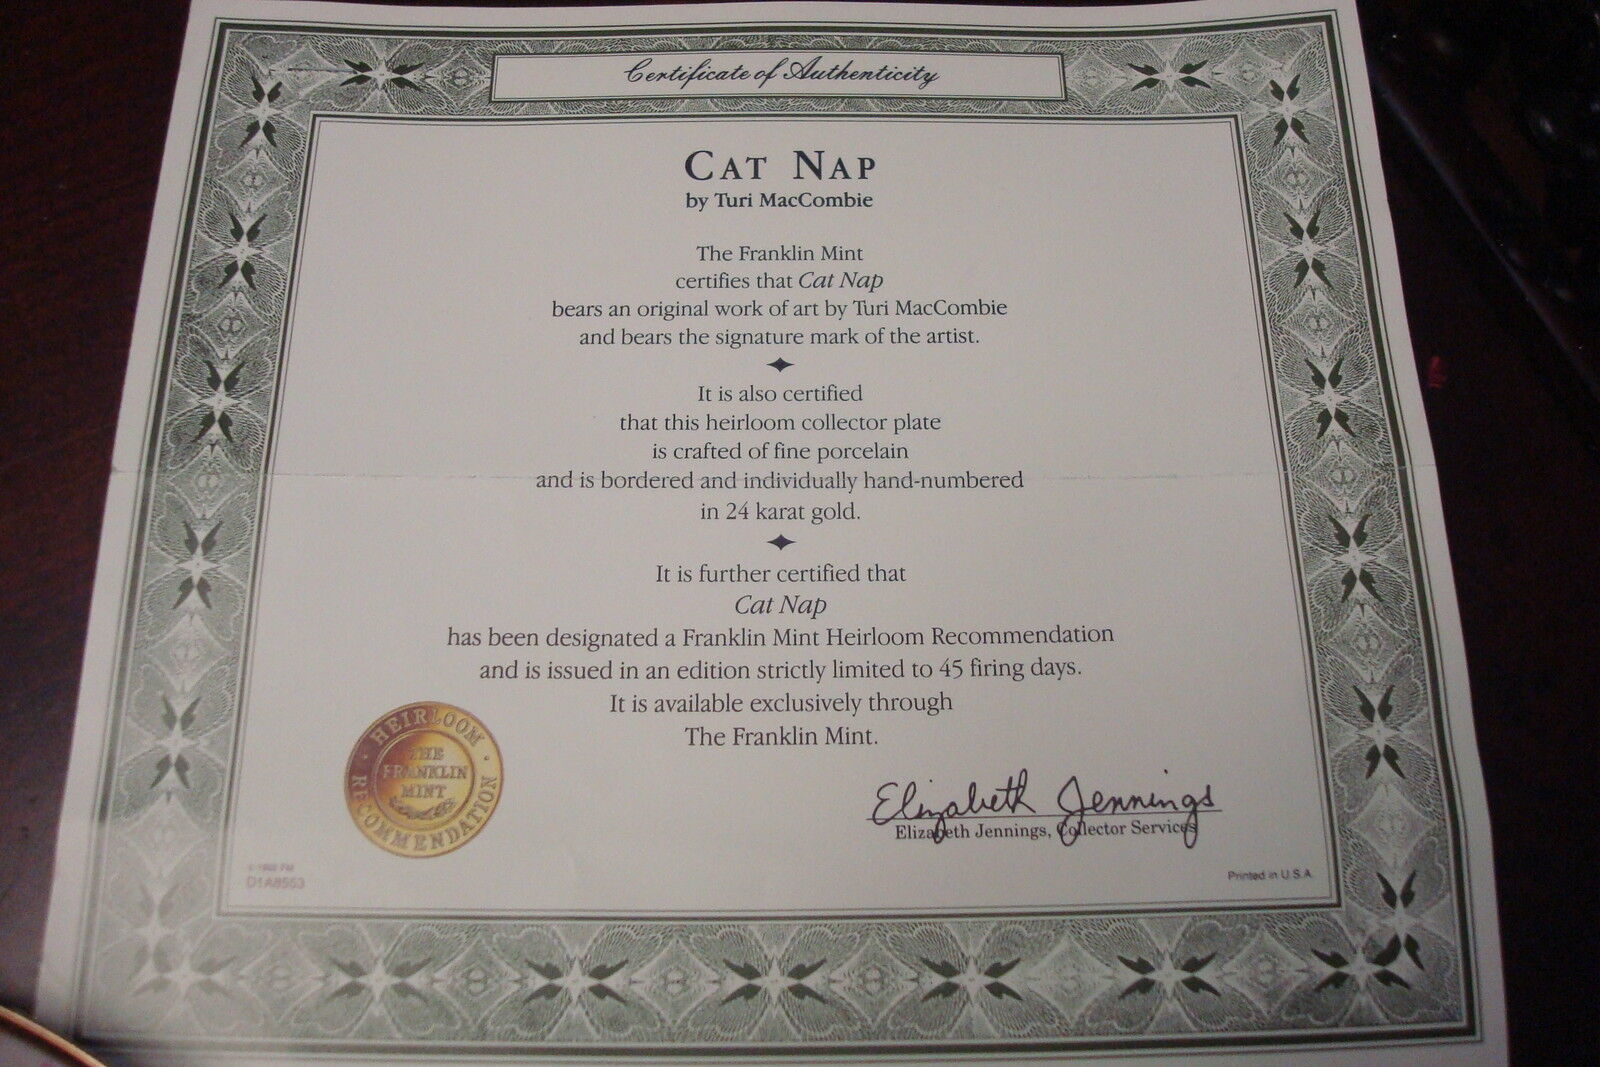 Certificate of Authenticity
CAT NAP
by Turi MacCombie
The Franklin Mint
certifies that Cat Nap
bears an original work of art by Turi MacCombie
and bears the signature mark of the artist.
It is also certified
that this heirloom collector plate
is crafted of fine porcelain
and is bordered and individually hand-numbered
in 24 karat gold.
It is further certified that
Cat Nap
has been designated a Franklin Mint Heirloom Recommendation
and is issued in an edition strictly limited to 45 firing days.
It is available exclusively through
The Franklin Mint.
HEIRLOOM RECOMMENDATION
THE
FRANKLIN
MINT
Elizabeth Jennings
Elizabeth Jennings, Collector Services
D1A8553
Printed in U.S.A.